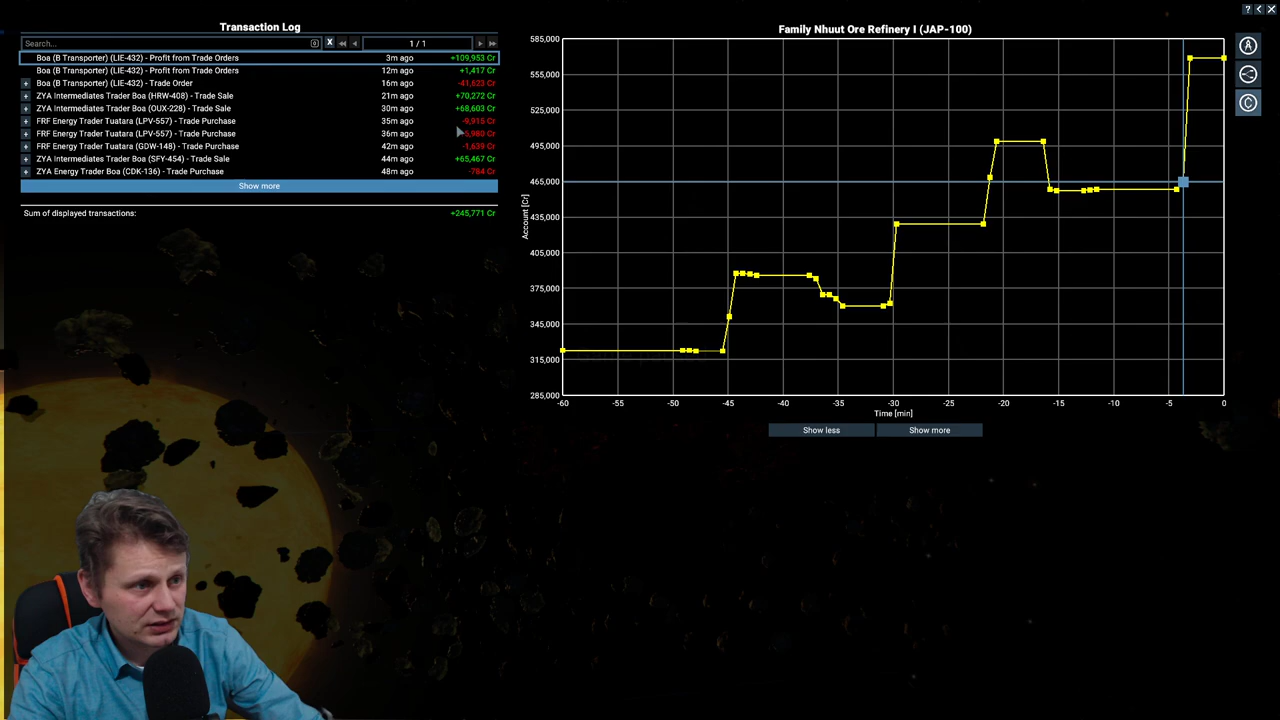 Transaction Log
Search...
1 / 1
Boa (B Transporter) (LIE-432) - Profit from Trade Orders 3m ago +109,953 Cr
Boa (B Transporter) (LIE-432) - Profit from Trade Orders 12m ago +1,417 Cr
+ Boa (B Transporter) (LIE-432) - Trade Order 16m ago -41,623 Cr
+ ZYA Intermediates Trader Boa (HRW-408) - Trade Sale 21m ago +70,272 Cr
+ ZYA Intermediates Trader Boa (OUX-228) - Trade Sale 30m ago +68,603 Cr
+ FRF Energy Trader Tuatara (LPV-557) - Trade Purchase 35m ago -9,915 Cr
+ FRF Energy Trader Tuatara (LPV-557) - Trade Purchase 36m ago 5,980 Cr
+ FRF Energy Trader Tuatara (GDW-148) - Trade Purchase 42m ago -1,639 Cr
+ ZYA Intermediates Trader Boa (SFY-454) - Trade Sale 44m ago +65,467 Cr
+ ZYA Energy Trader Boa (CDK-136) - Trade Purchase 48m ago -784 Cr
Show more
Sum of displayed transactions: +245,771 Cr
Family Nhuut Ore Refinery I (JAP-100)
585,000
555,000
525,000
495,000
465,000
435,000
405,000
375,000
345,000
315,000
285,000
Account [Cr]
-60 -55 -50 -45 -40 -35 -30 -25 -20 -15 -10 -5 0
Time [min]
Show less
Show more